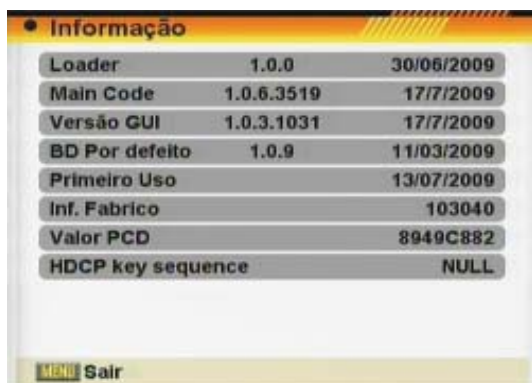 Informação
Loader 1.0.0 30/06/2009
Main Code 1.0.6.3519 17/7/2009
Versão GUI 1.0.3.1031 17/7/2009
BD Por defeito 1.0.9 11/03/2009
Primeiro Uso 13/07/2009
Inf. Fabrico 103040
Valor PCD 8949C882
HDCP key sequence NULL
MENU Sair